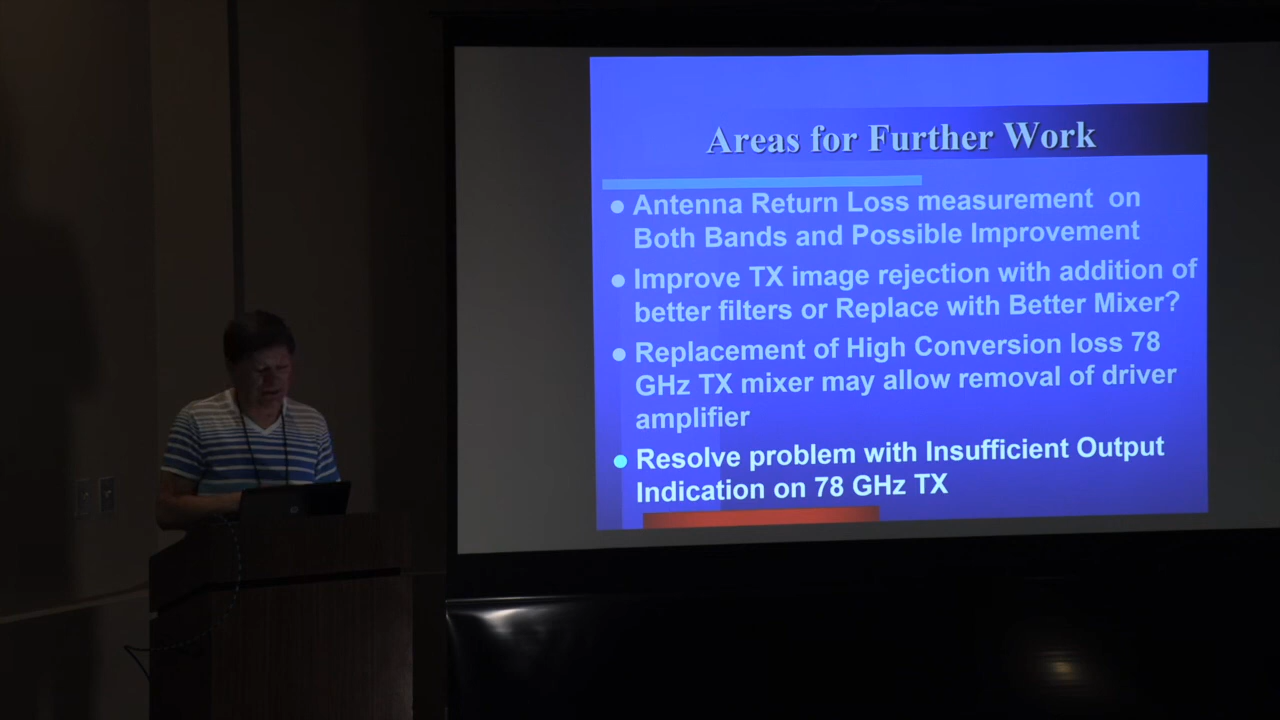 Areas for Further Work
● Antenna Return Loss measurement on
Both Bands and Possible Improvement
● Improve TX image rejection with addition of
better filters or Replace with Better Mixer?
● Replacement of High Conversion loss 78
GHz TX mixer may allow removal of driver
amplifier
● Resolve problem with Insufficient Output
Indication on 78 GHz TX